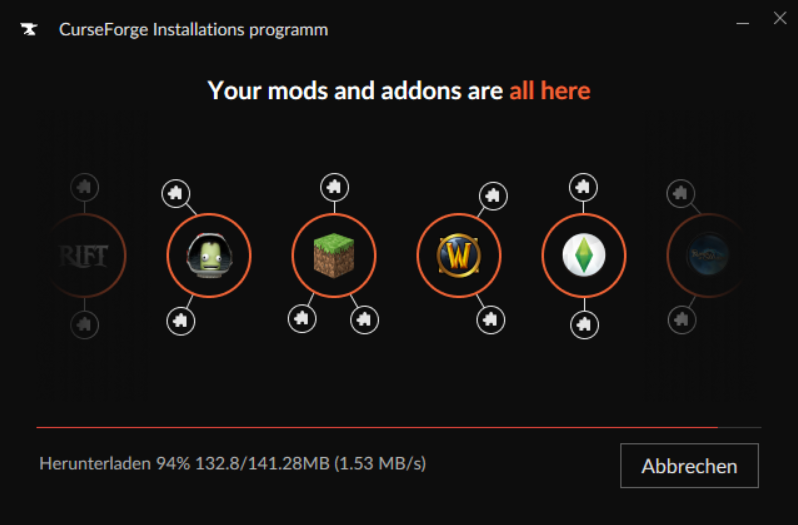 CurseForge Installations programm
Your mods and addons are all here
RIFT
W
Herunterladen 94% 132.8/141.28MB (1.53 MB/s)
Abbrechen